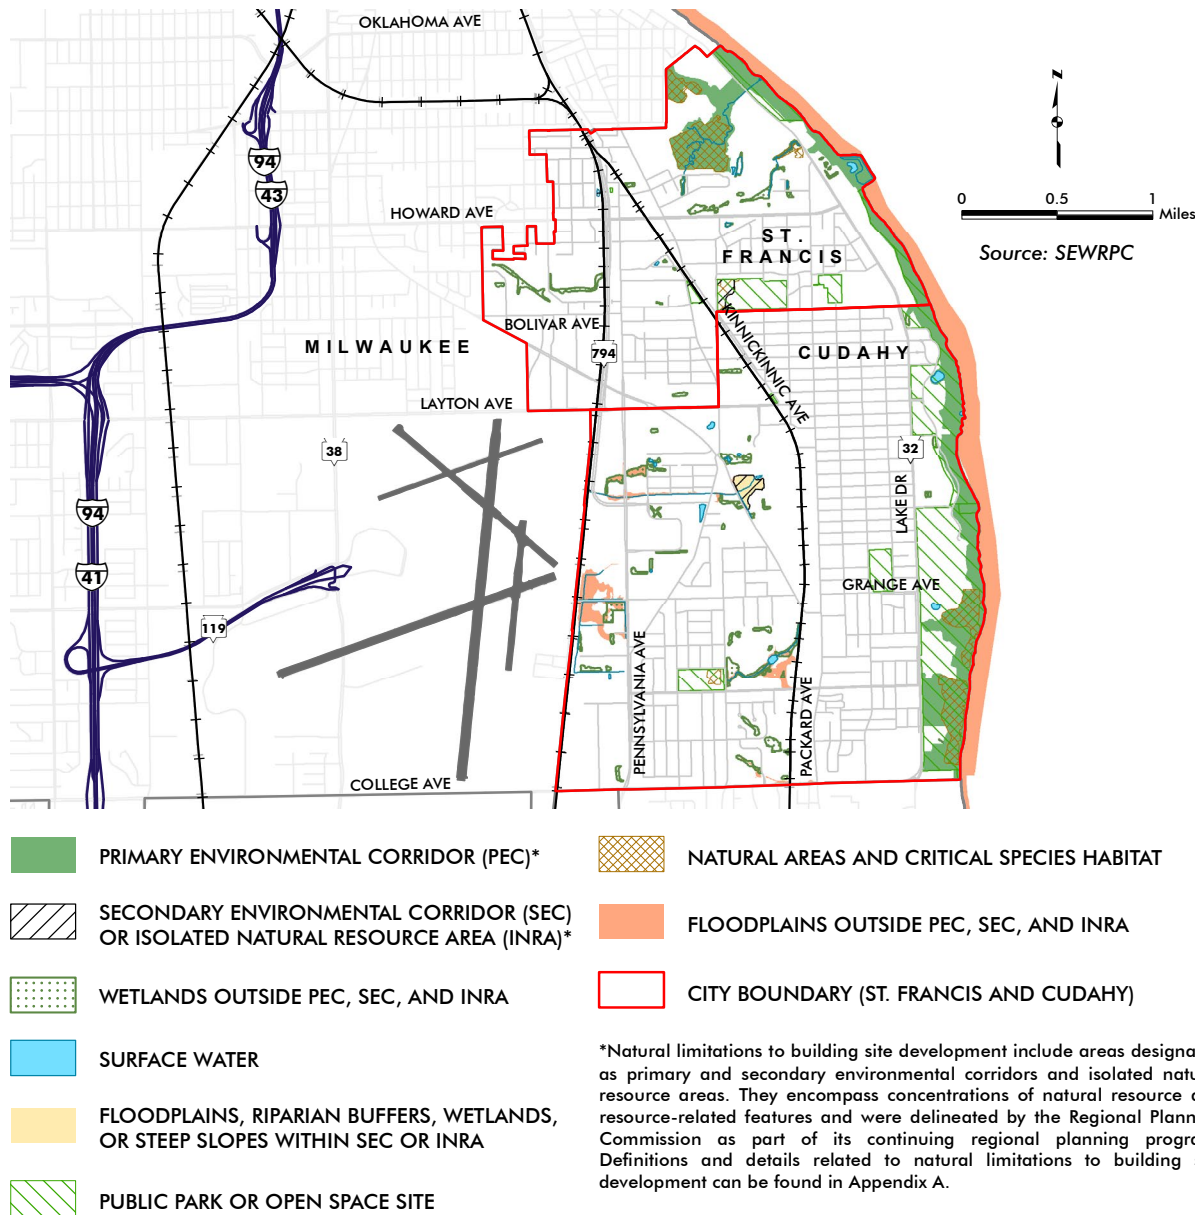 OKLAHOMA AVE
N
94
43
HOWARD AVE
0 0.5 1
Miles
Source: SEWRPC
ST.
FRANCIS
BOLIVAR AVE
MILWAUKEE
794
KINNICKINNIC AVE
CUDAHY
LAYTON AVE
38
32
LAKE DR
94
41
GRANGE AVE
119
PENNSYLVANIA AVE
PACKARD AVE
COLLEGE AVE
PRIMARY ENVIRONMENTAL CORRIDOR (PEC)*
SECONDARY ENVIRONMENTAL CORRIDOR (SEC)
OR ISOLATED NATURAL RESOURCE AREA (INRA)*
WETLANDS OUTSIDE PEC, SEC, AND INRA
SURFACE WATER
FLOODPLAINS, RIPARIAN BUFFERS, WETLANDS,
OR STEEP SLOPES WITHIN SEC OR INRA
PUBLIC PARK OR OPEN SPACE SITE
NATURAL AREAS AND CRITICAL SPECIES HABITAT
FLOODPLAINS OUTSIDE PEC, SEC, AND INRA
CITY BOUNDARY (ST. FRANCIS AND CUDAHY)
*Natural limitations to building site development include areas designa
as primary and secondary environmental corridors and isolated natu
resource areas. They encompass concentrations of natural resource
resource-related features and were delineated by the Regional Plann
Commission as part of its continuing regional planning progra
Definitions and details related to natural limitations to building
development can be found in Appendix A.